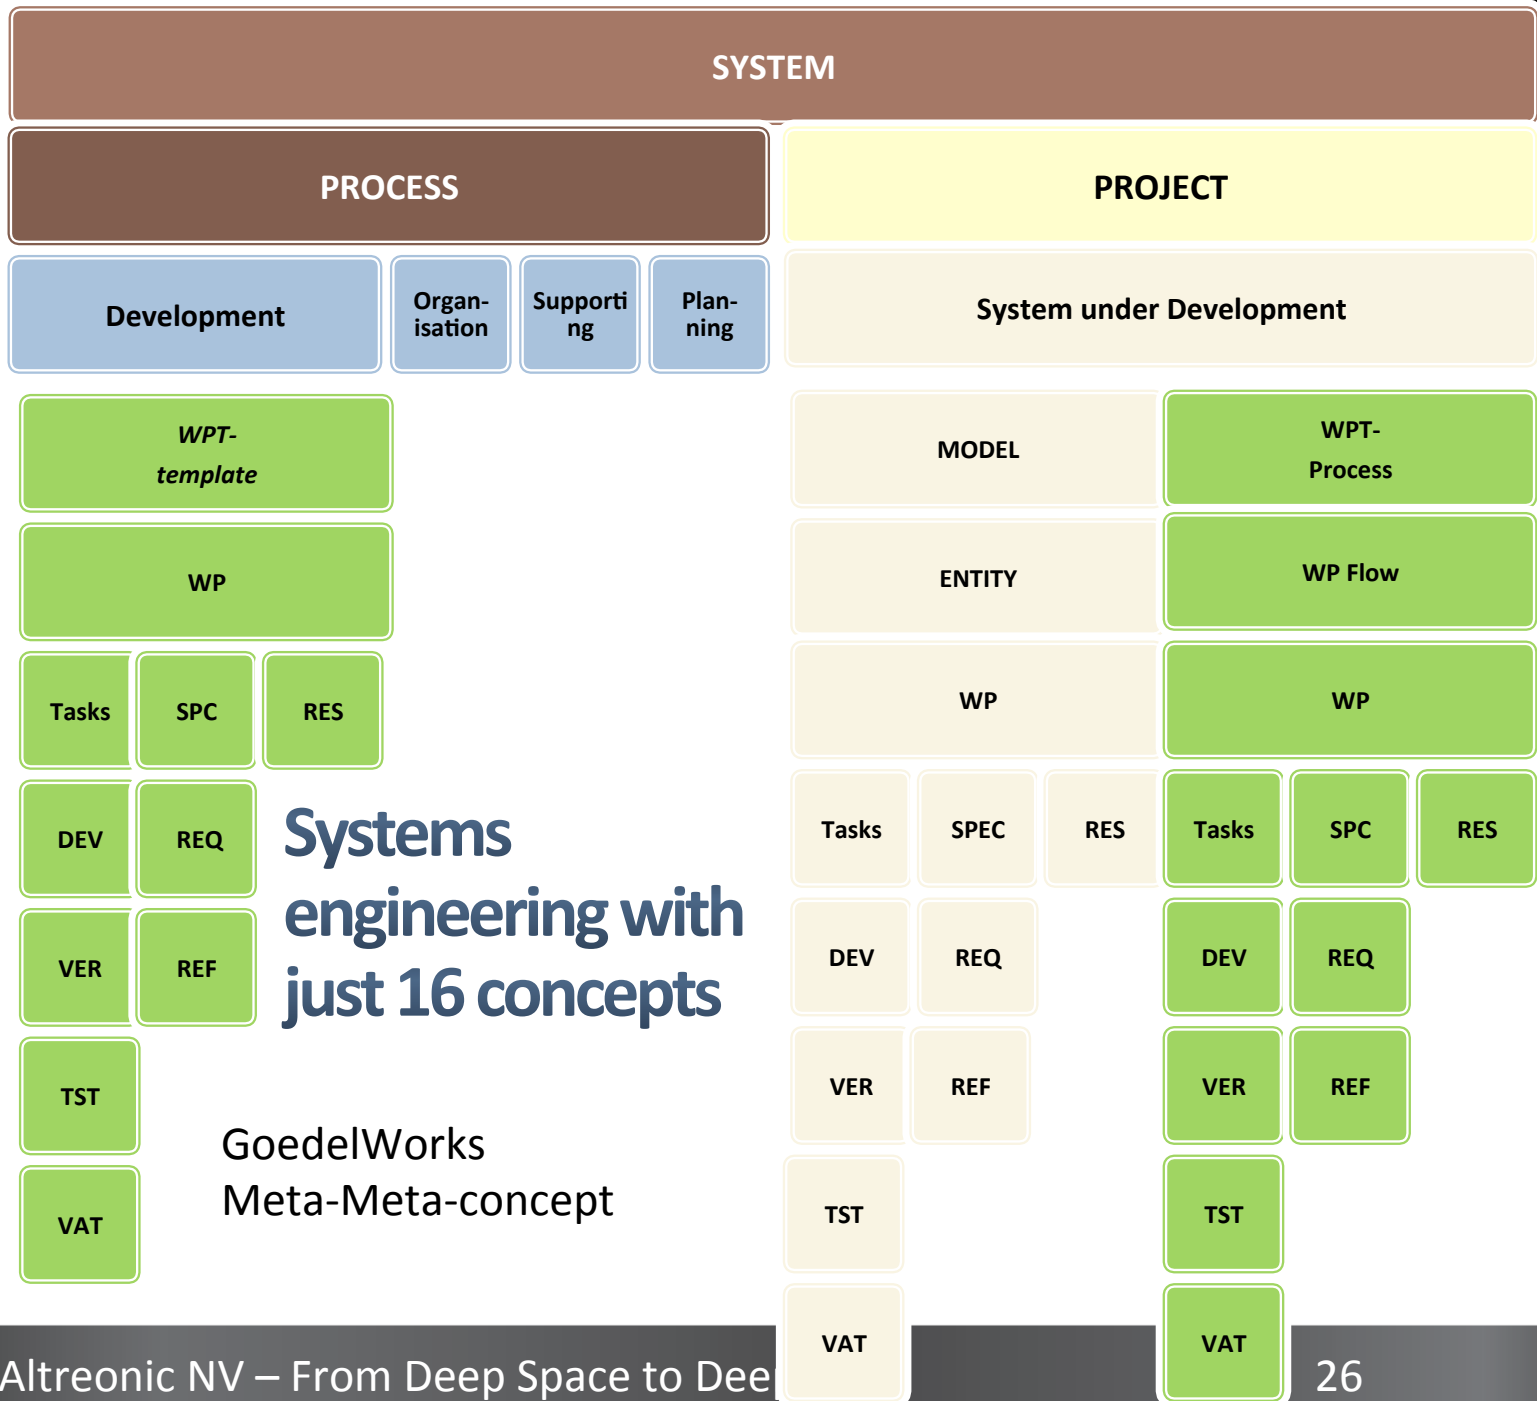 SYSTEM
PROCESS
PROJECT
Development
Organ-
isation
Supporti
ng
Plan-
ning
System under Development
WPT-
template
WP
Tasks
SPC
RES
DEV
REQ
VER
REF
TST
VAT
Systems
engineering with
just 16 concepts
GoedelWorks
Meta-Meta-concept
MODEL
ENTITY
WP
Tasks
SPEC
RES
DEV
REQ
VER
REF
TST
VAT
WPT-
Process
WP Flow
WP
Tasks
SPC
RES
DEV
REQ
VER
REF
TST
VAT
Altreonic NV – From Deep Space to Dee
26